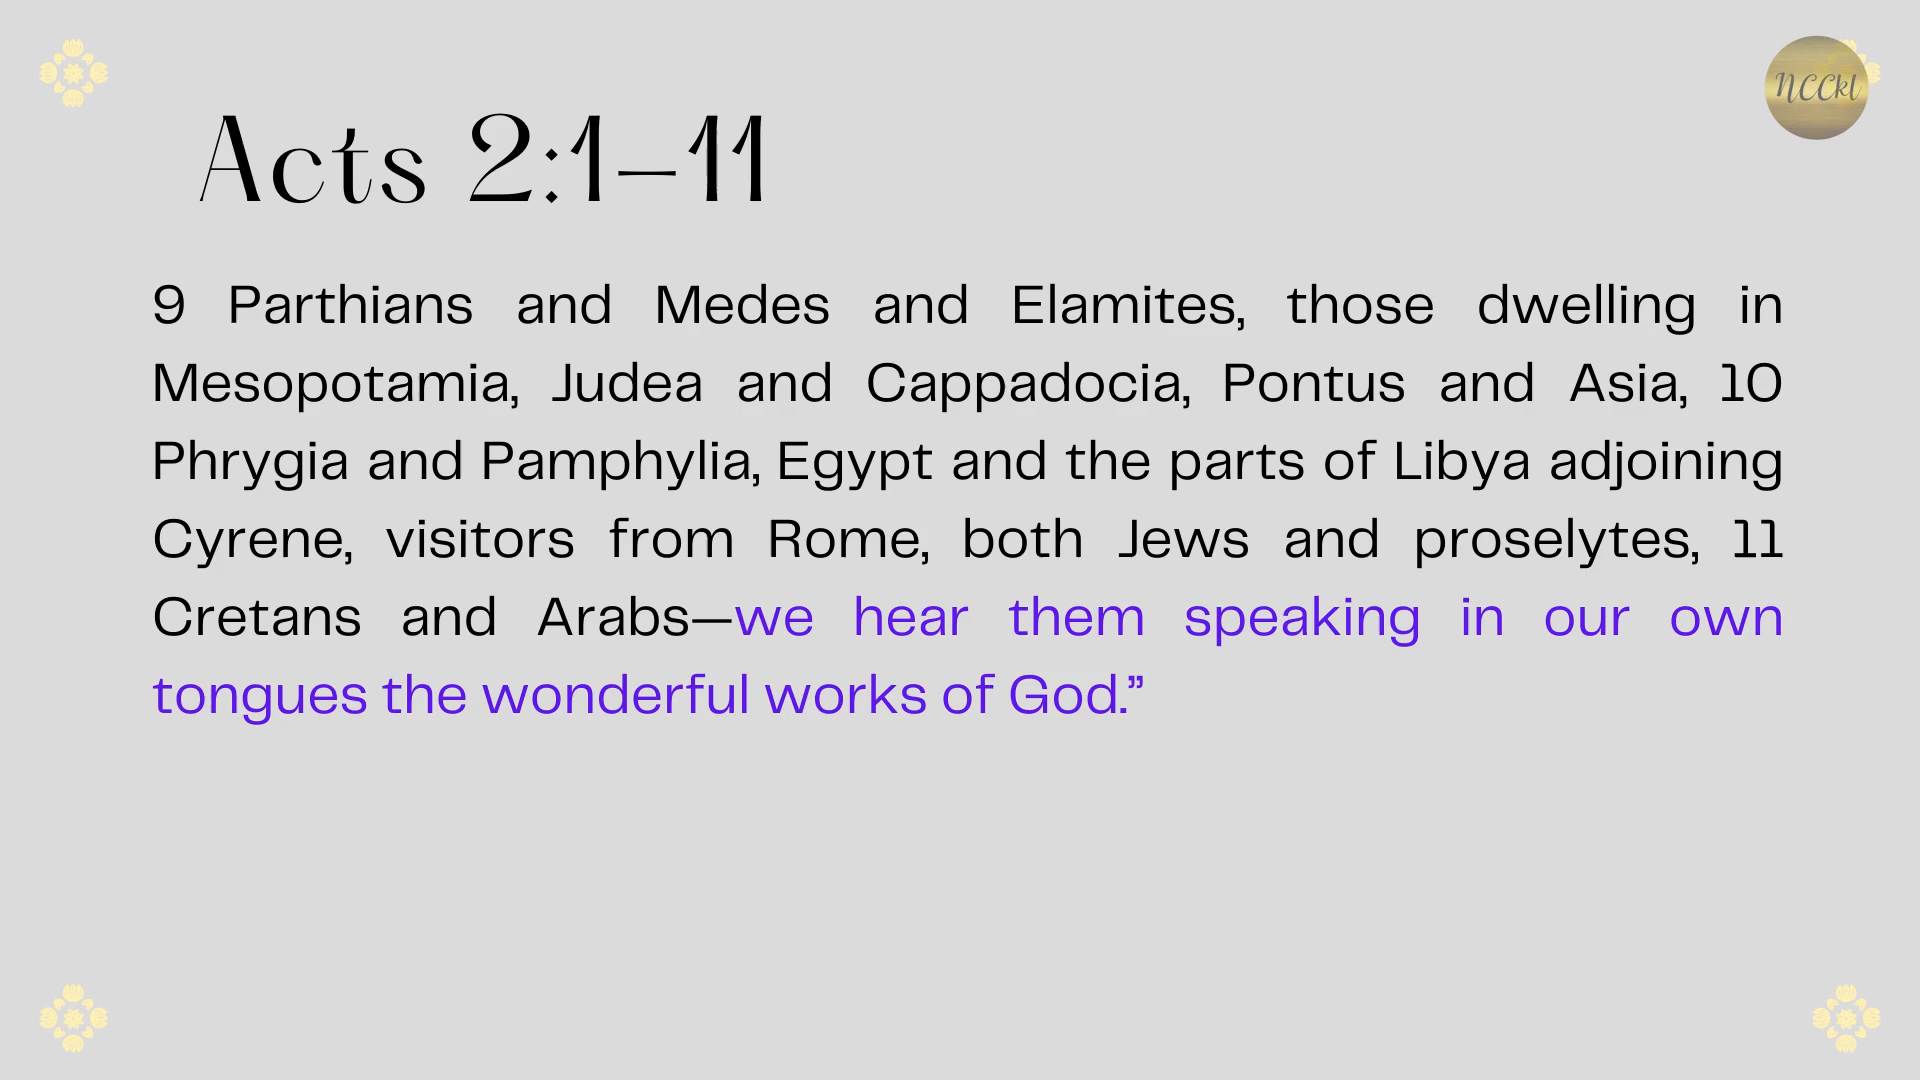 NCCkl
Acts 2:1–11
9 Parthians and Medes and Elamites, those dwelling in
Mesopotamia, Judea and Cappadocia, Pontus and Asia, 10
Phrygia and Pamphylia, Egypt and the parts of Libya adjoining
Cyrene, visitors from Rome, both Jews and proselytes, 11
Cretans and Arabs—we hear them speaking in our own
tongues the wonderful works of God.”